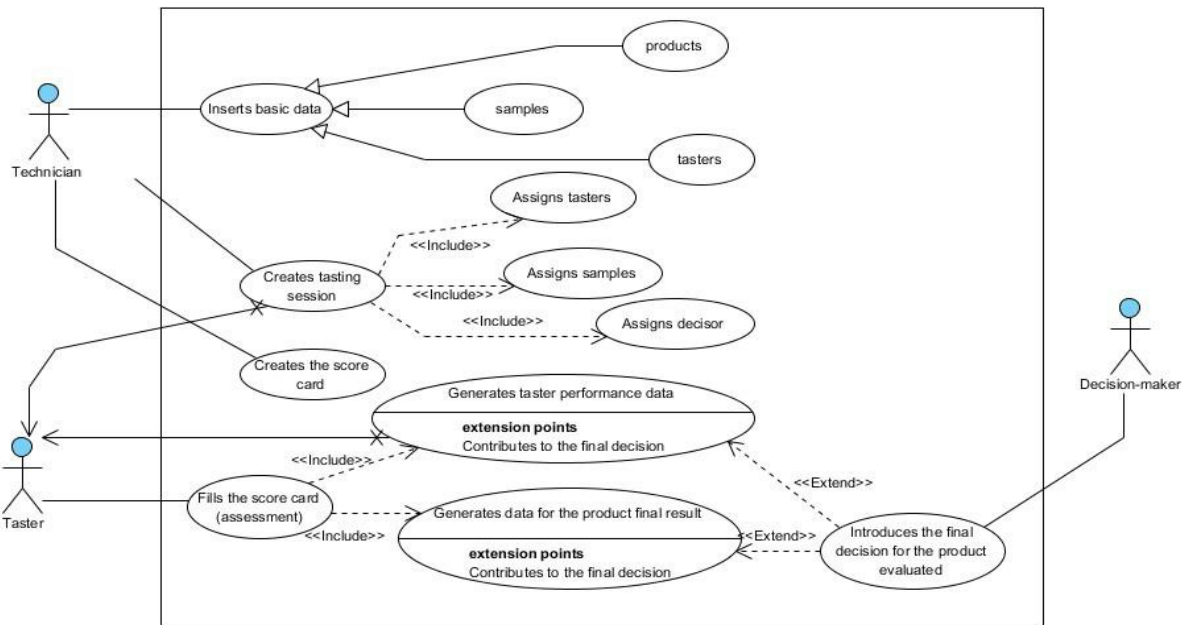 products
Inserts basic data
samples
tasters
Technician
Assigns tasters
<<Include>>
Creates tasting
session
Assigns samples
<<Include>>
<<Include>>
Assigns decisor
Creates the score
card
Decision-maker
Generates taster performance data
extension points
Contributes to the final decision
<<Include>>
Taster
Fills the score card
(assessment)
<<Include>>
Generates data for the product final result
extension points
Contributes to the final decision
<<Extend>>
<<Extend>>
Introduces the final
decision for the product
evaluated